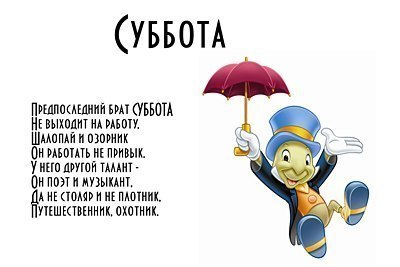 Суббота
Предпоследний брат СУББОТА
Не выходит на работу.
Шалопай и озорник
Он работать не привык.
У него другой талант -
Он поэт и музыкант,
Да не столяр и не плотник,
Путешественник, охотник.